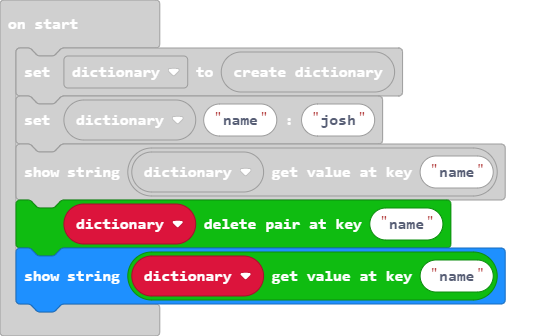 on start
set dictionary to create dictionary
set dictionary "name" : "josh"
show string dictionary get value at key "name"
dictionary delete pair at key "name"
show string dictionary get value at key "name"